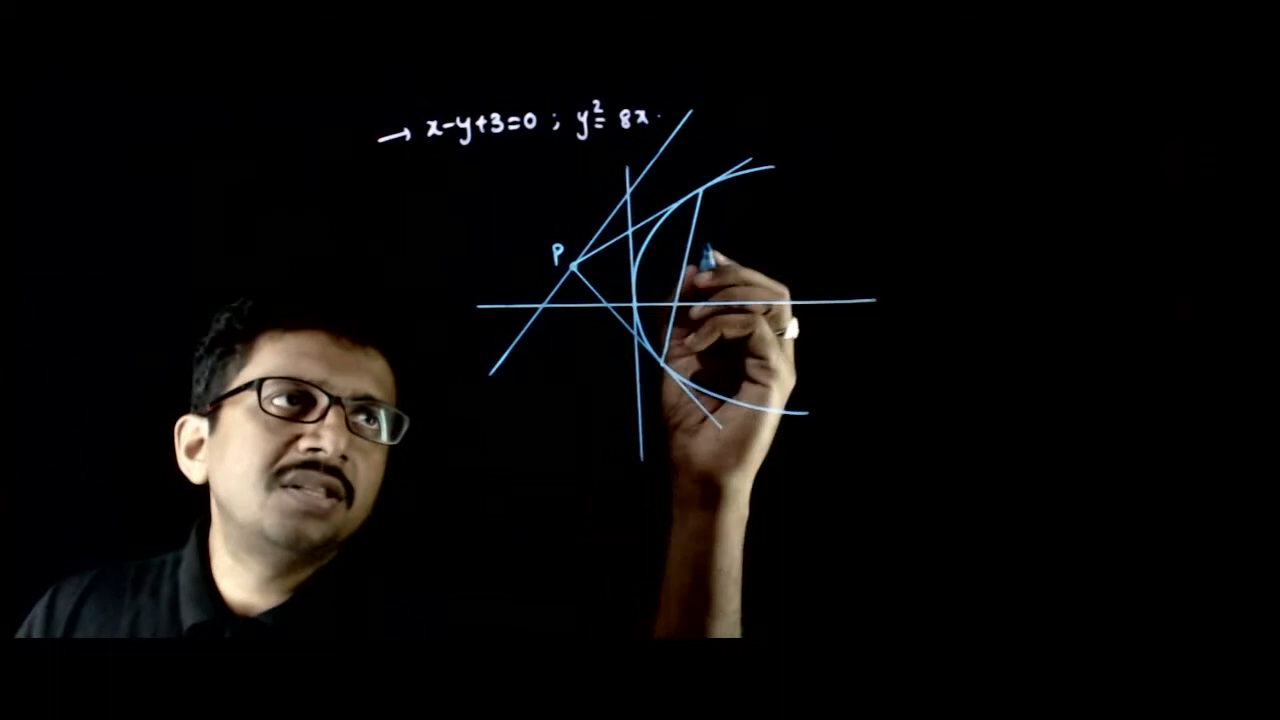 → x-y+3=0 ; y²= 8x.
P